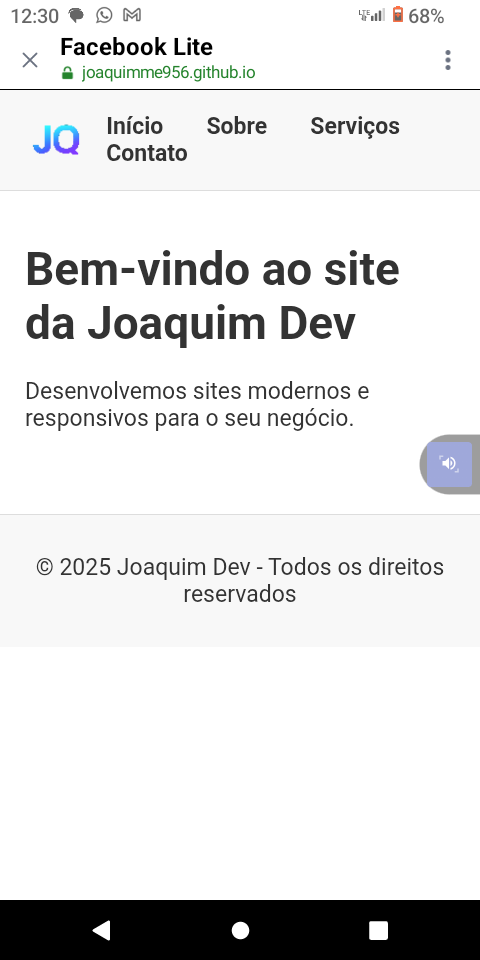 12:30 LTE 68%
Facebook Lite
joaquimme956.github.io
JQ Início Sobre Serviços
Contato
Bem-vindo ao site
da Joaquim Dev
Desenvolvemos sites modernos e
responsivos para o seu negócio.
© 2025 Joaquim Dev - Todos os direitos
reservados